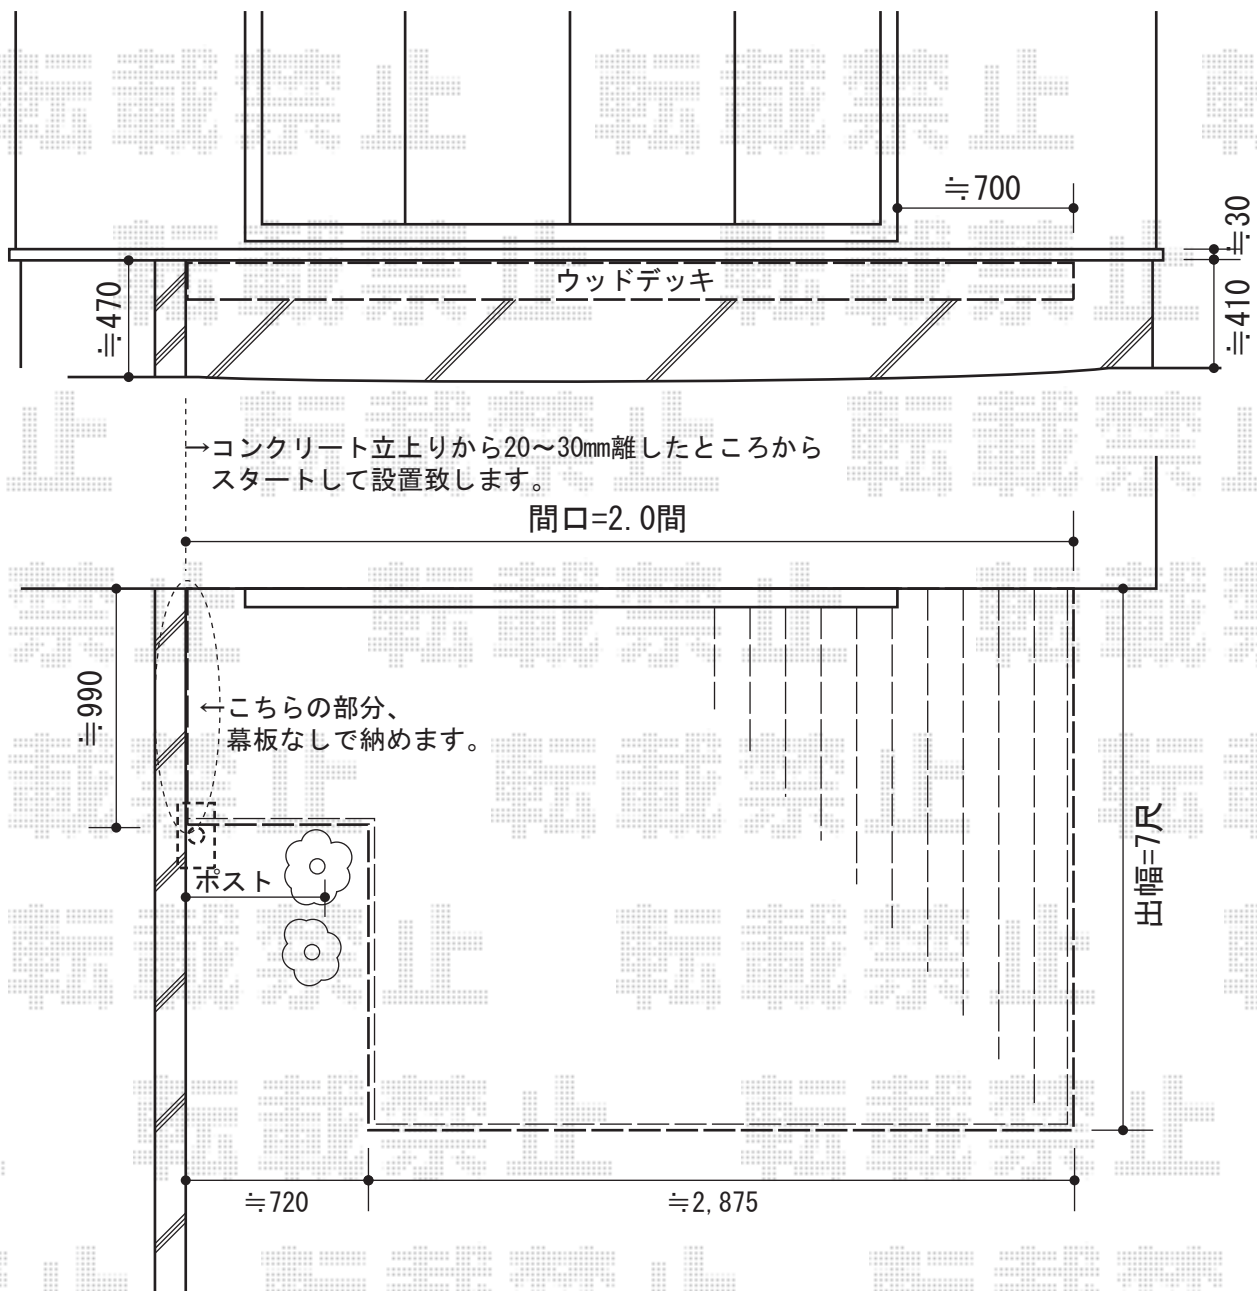 ≒700
≒30
ウッドデッキ
≒470
≒410
→コンクリート立上りから20～30㎜離したところから
スタートして設置致します。
間口=2.0間
≒990
←こちらの部分、
幕板なしで納めます。
出幅=7尺
ポスト
≒720
≒2,875
転載禁止